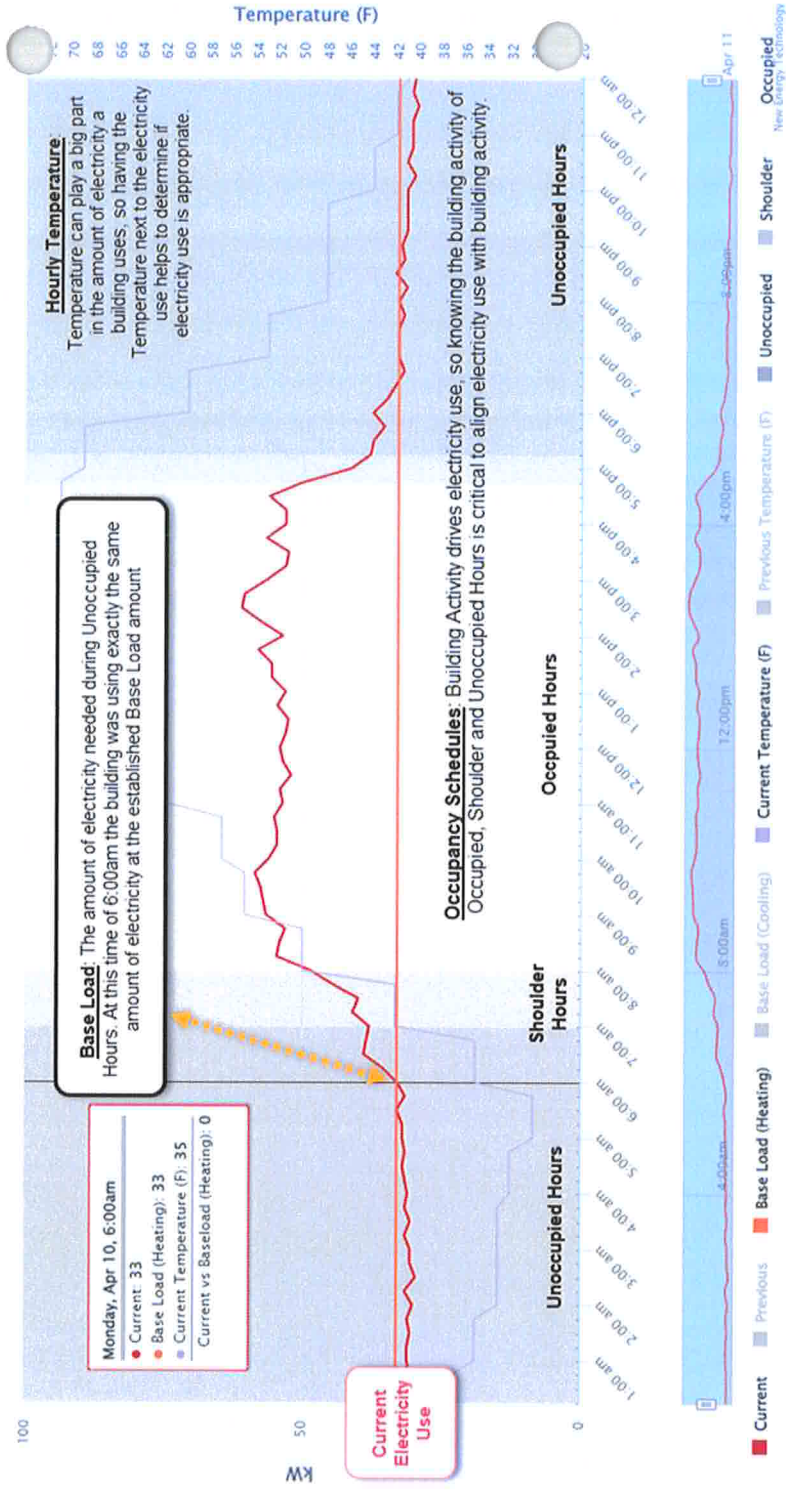 100
50
0
kW
Temperature (F)
70
68
66
64
62
60
58
56
54
52
50
48
46
44
42
40
38
36
34
32
Monday, Apr 10, 6:00am
Current: 33
Base Load (Heating): 33
Current Temperature (F): 35
Current vs Baseload (Heating): 0
Base Load: The amount of electricity needed during Unoccupied
Hours. At this time of 6:00am the building was using exactly the same
amount of electricity at the established Base Load amount
Hourly Temperature:
Temperature can play a big part
in the amount of electricity a
building uses, so having the
Temperature next to the electricity
use helps to determine if
electricity use is appropriate.
Current
Electricity
Use
Occupancy Schedules: Building Activity drives electricity use, so knowing the building activity of
Occupied, Shoulder and Unoccupied Hours is critical to align electricity use with building activity.
Unoccupied Hours
Shoulder
Hours
Occpuied Hours
Unoccupied Hours
1:00 am
2:00 am
3:00 am
4:00 am
5:00 am
6:00 am
7:00 am
8:00 am
9:00 am
10:00 am
11:00 am
12:00 pm
1:00 pm
2:00 pm
3:00 pm
4:00 pm
5:00 pm
6:00 pm
7:00 pm
8:00 pm
9:00 pm
10:00 pm
11:00 pm
12:00 am
4:00am
8:00am
12:00pm
4:00pm
8:00pm
Apr 11
Current
Previous
Base Load (Heating)
Base Load (Cooling)
Current Temperature (F)
Previous Temperature (F)
Unoccupied
Shoulder
Occupied
New Energy Technology